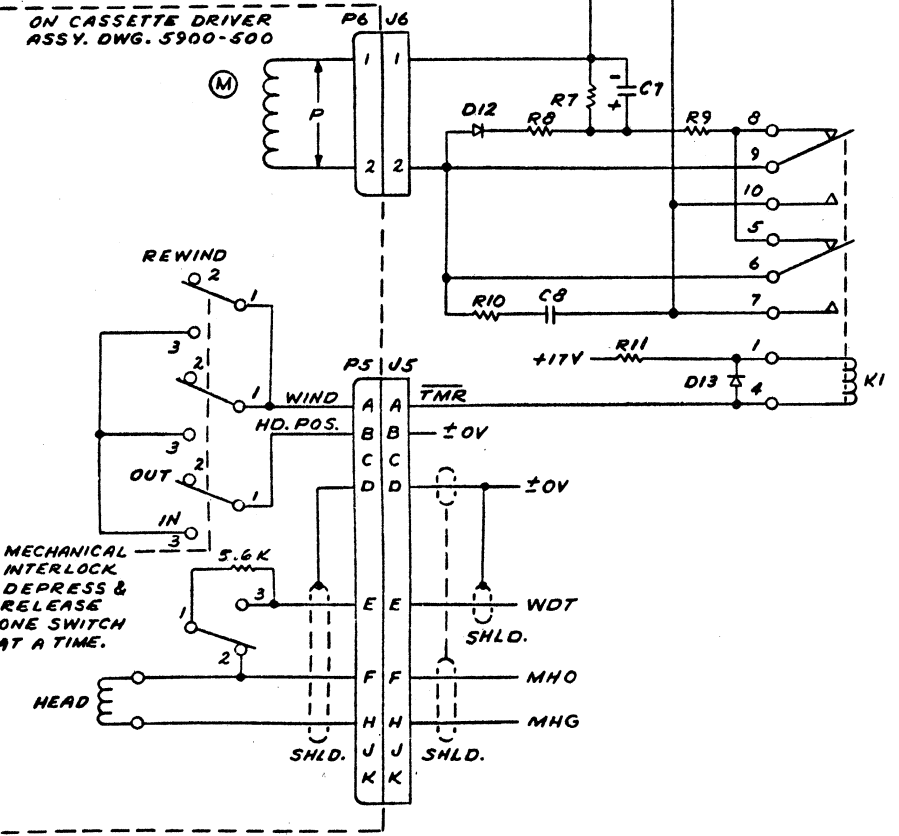 ON CASSETTE DRIVER
ASSY. DWG. 5900-500
P6 J6
M
P
1 1
2 2
R7
-
+
C7
D12
R8
R9
8
9
10
5
6
7
R10
C8
REWIND
2
1
3
2
1
3
OUT
2
1
IN
3
+17V
R11
1
D13
4
K1
P5 J5
WIND
A A
TMR
HD. POS.
B B
±0V
C C
D D
±0V
MECHANICAL
INTERLOCK
DEPRESS &
RELEASE
ONE SWITCH
AT A TIME.
5.6K
3
1
2
E E
WDT
SHLD.
F F
MHO
HEAD
H H
MHG
SHLD.
J J
SHLD.
K K